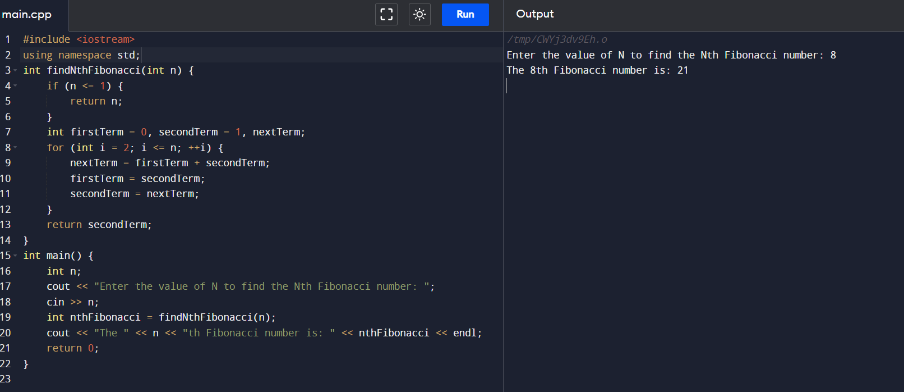 main.cpp
Run
Output
1 #include <iostream>
2 using namespace std;
3 int findNthFibonacci(int n) {
4 if (n <= 1) {
5 return n;
6 }
7 int firstTerm = 0, secondTerm = 1, nextTerm;
8 for (int i = 2; i <= n; ++i) {
9 nextTerm = firstTerm + secondTerm;
10 firstTerm = secondTerm;
11 secondTerm = nextTerm;
12 }
13 return secondTerm;
14 }
15 int main() {
16 int n;
17 cout << "Enter the value of N to find the Nth Fibonacci number: ";
18 cin >> n;
19 int nthFibonacci = findNthFibonacci(n);
20 cout << "The " << n << "th Fibonacci number is: " << nthFibonacci << endl;
21 return 0;
22 }
23
/tmp/CWYj3dv9Eh.o
Enter the value of N to find the Nth Fibonacci number: 8
The 8th Fibonacci number is: 21